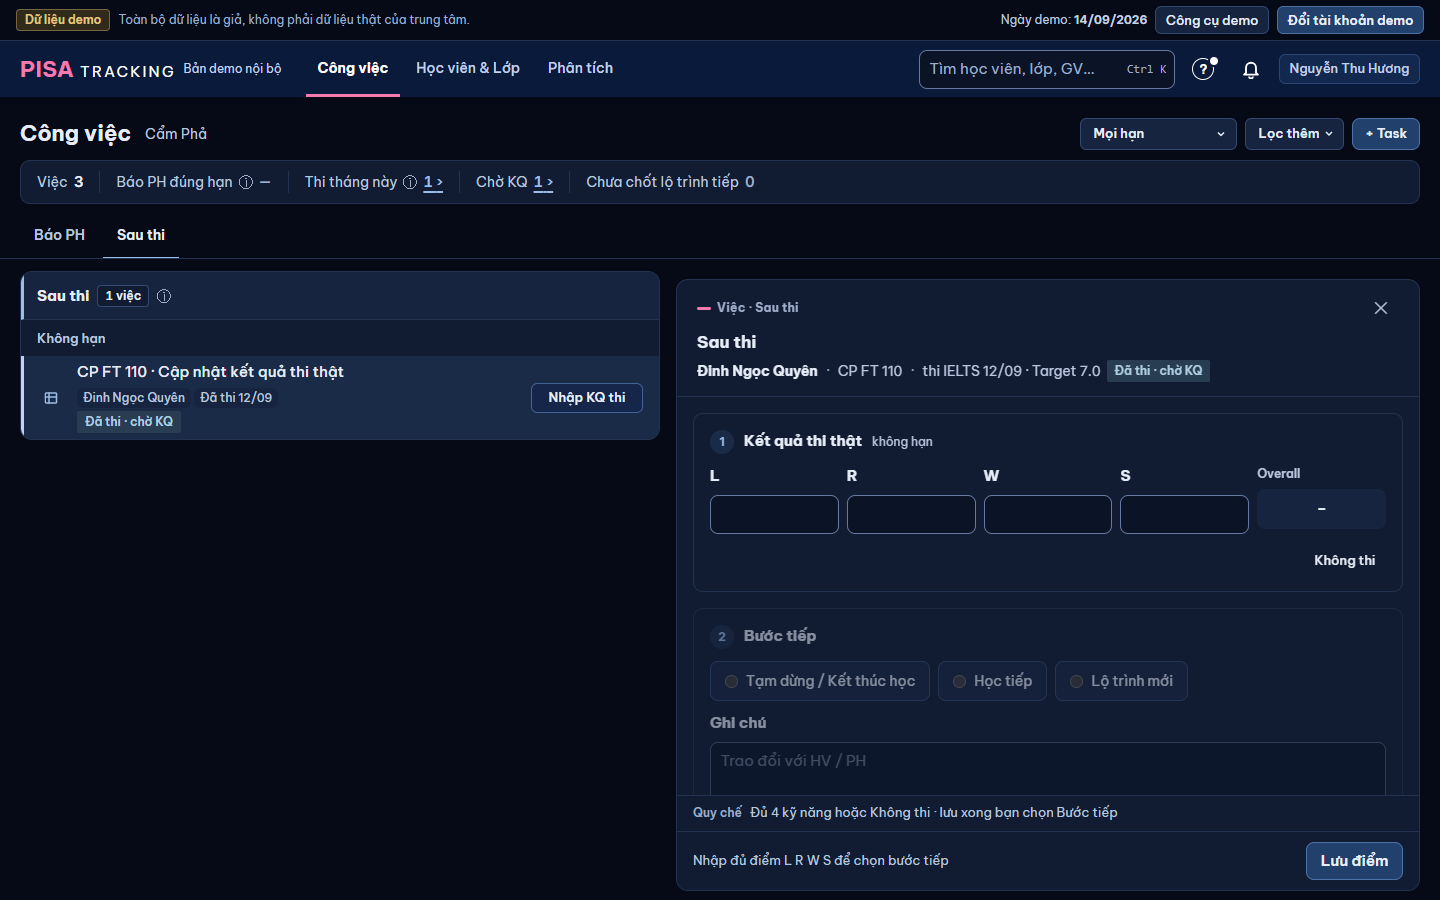 Dữ liệu demo Toàn bộ dữ liệu là giả, không phải dữ liệu thật của trung tâm. Ngày demo: 14/09/2026 Công cụ demo Đổi tài khoản demo
PISA TRACKING Bản demo nội bộ Công việc Học viên & Lớp Phân tích Tìm học viên, lớp, GV... Ctrl K ? Nguyễn Thu Hương
Công việc Cẩm Phả Mọi hạn Lọc thêm + Task
Việc 3 Báo PH đúng hạn ⓘ — Thi tháng này ⓘ 1 > Chờ KQ 1 > Chưa chốt lộ trình tiếp 0
Báo PH Sau thi
Sau thi 1 việc ⓘ
Không hạn
CP FT 110 · Cập nhật kết quả thi thật
Đinh Ngọc Quyên Đã thi 12/09
Đã thi · chờ KQ
Nhập KQ thi
Việc · Sau thi
Sau thi
Đinh Ngọc Quyên · CP FT 110 · thi IELTS 12/09 · Target 7.0 Đã thi · chờ KQ
1 Kết quả thi thật không hạn
L R W S Overall
–
Không thi
2 Bước tiếp
Tạm dừng / Kết thúc học Học tiếp Lộ trình mới
Ghi chú
Trao đổi với HV / PH
Quy chế Đủ 4 kỹ năng hoặc Không thi · lưu xong bạn chọn Bước tiếp
Nhập đủ điểm L R W S để chọn bước tiếp Lưu điểm